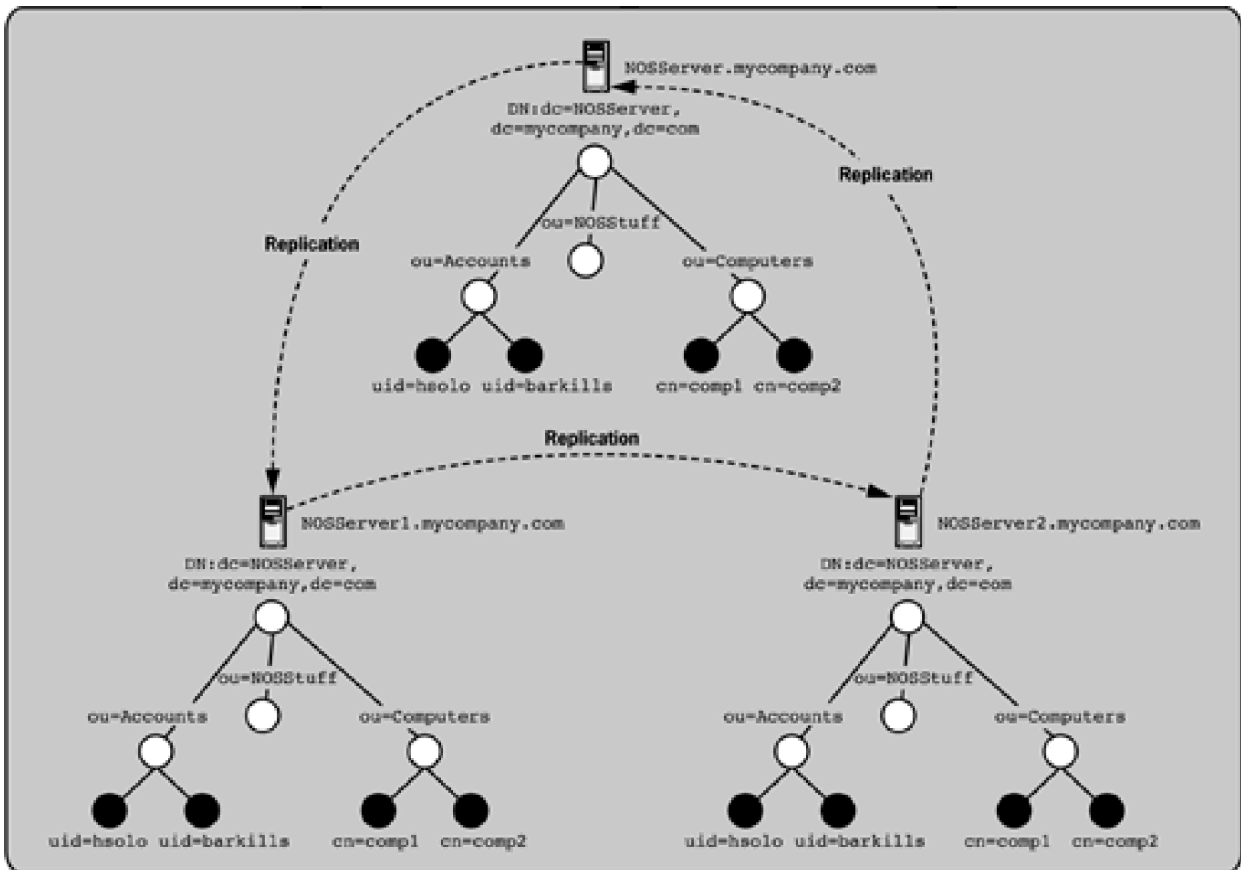 NOSServer.mycompany.com
DN:dc=NOSServer,
dc=mycompany,dc=com
Replication
ou=NOSStuff
Replication
ou=Accounts
ou=Computers
uid=hsolo uid=barkills
cn=comp1 cn=comp2
Replication
NOSServer1.mycompany.com
DN:dc=NOSServer,
dc=mycompany,dc=com
ou=NOSStuff
ou=Accounts
ou=Computers
uid=hsolo uid=barkills
cn=comp1 cn=comp2
NOSServer2.mycompany.com
DN:dc=NOSServer,
dc=mycompany,dc=com
ou=NOSStuff
ou=Accounts
ou=Computers
uid=hsolo uid=barkills
cn=comp1 cn=comp2